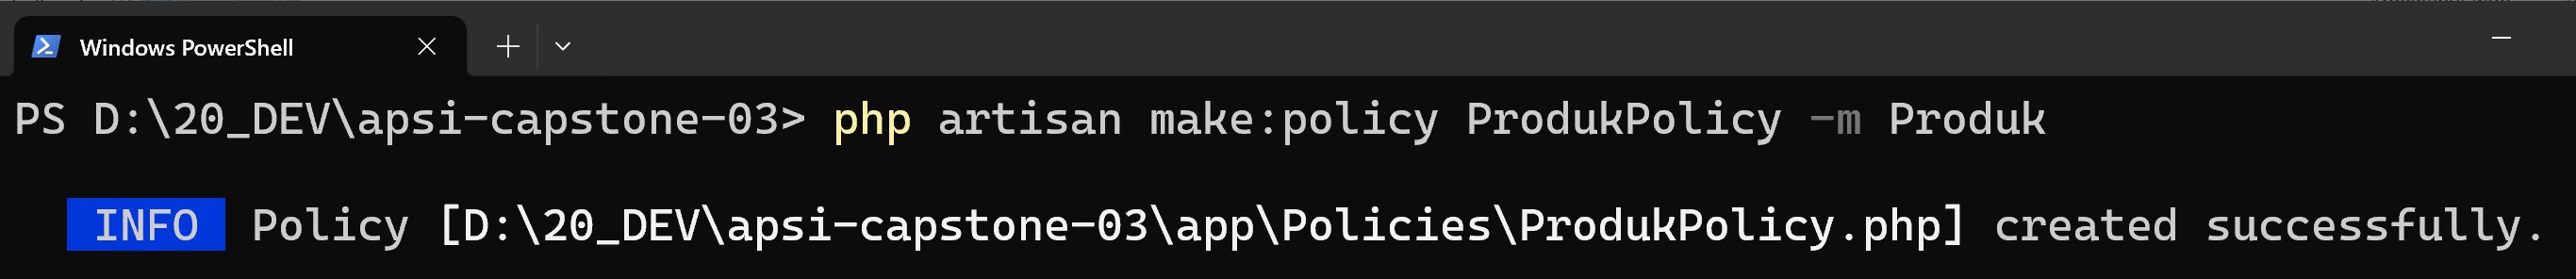 Windows PowerShell
PS D:\20_DEV\apsi-capstone-03> php artisan make:policy ProdukPolicy -m Produk
INFO Policy [D:\20_DEV\apsi-capstone-03\app\Policies\ProdukPolicy.php] created successfully.